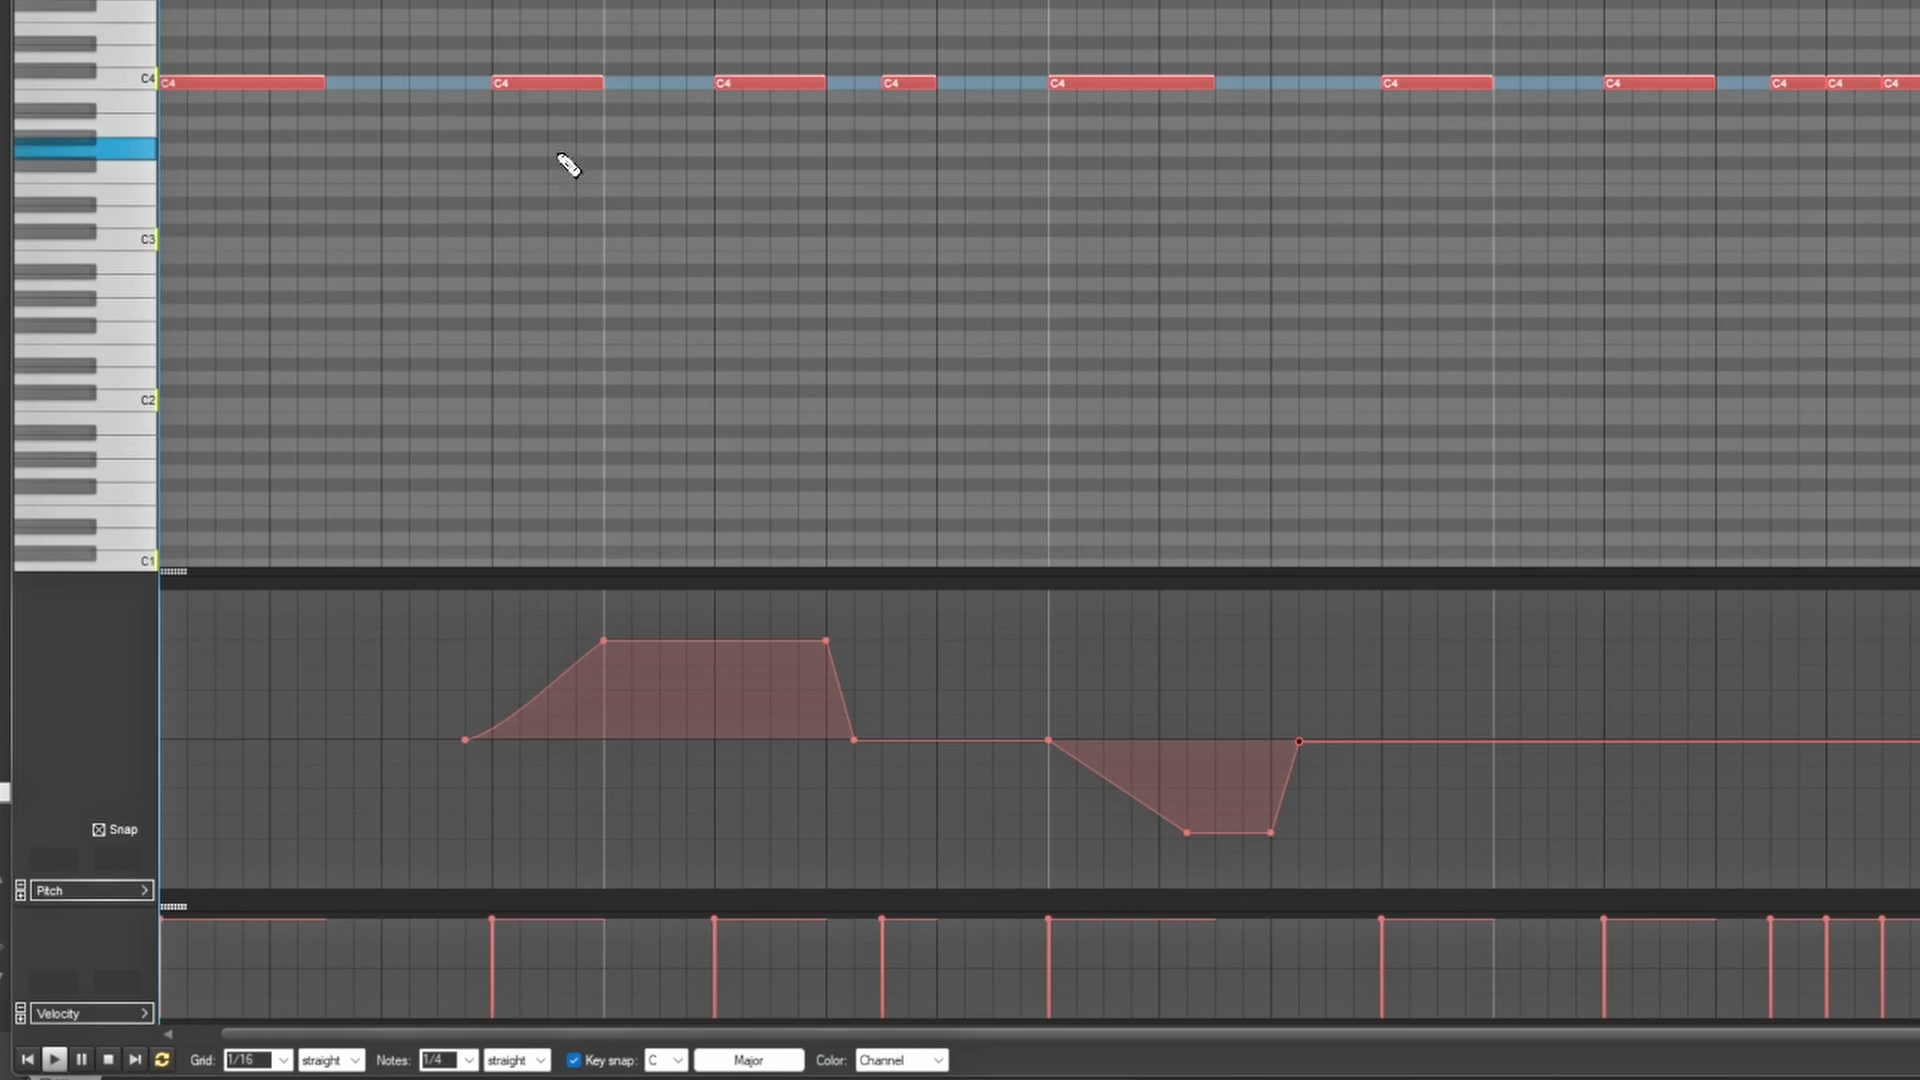 C4
C4 C4 C4 C4 C4 C4 C4 C4 C4 C4
C3
C2
C1
Snap
Pitch
Velocity
Grid: 1/16 straight Notes: 1/4 straight Key snap: C Major Color: Channel